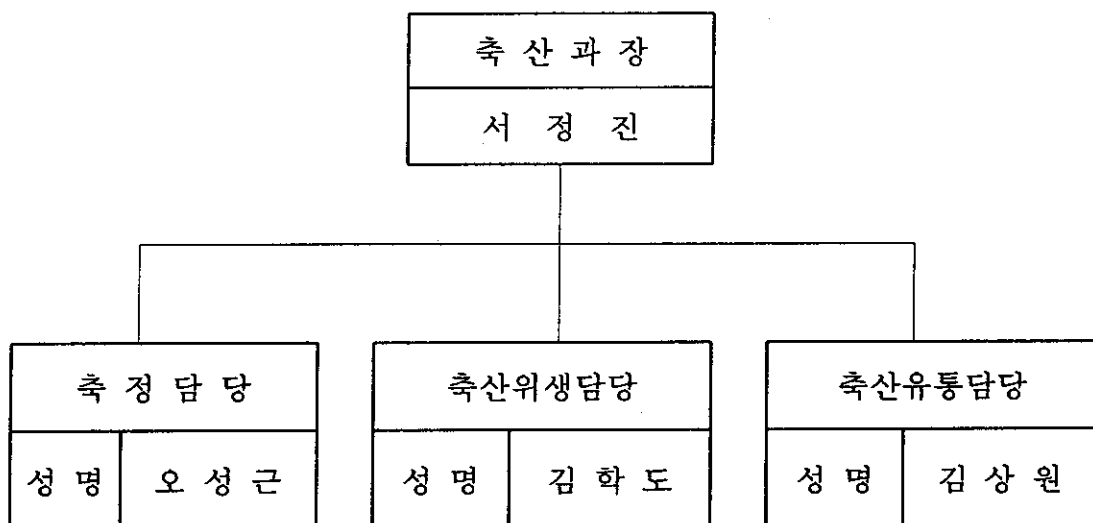 축 산 과 장
서 정 진
축 정 담 당
성 명 오 성 근
축산위생담당
성 명 김 학 도
축산유통담당
성 명 김 상 원